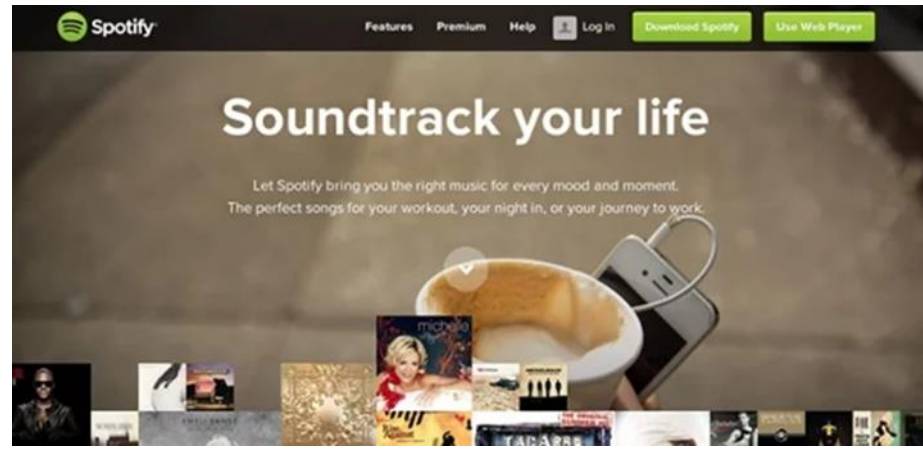 Spotify
Features Premium Help Log In Download Spotify Use Web Player
Soundtrack your life
Let Spotify bring you the right music for every mood and moment.
The perfect songs for your workout, your night in, or your journey to work.
michelle
THE ORIGINAL